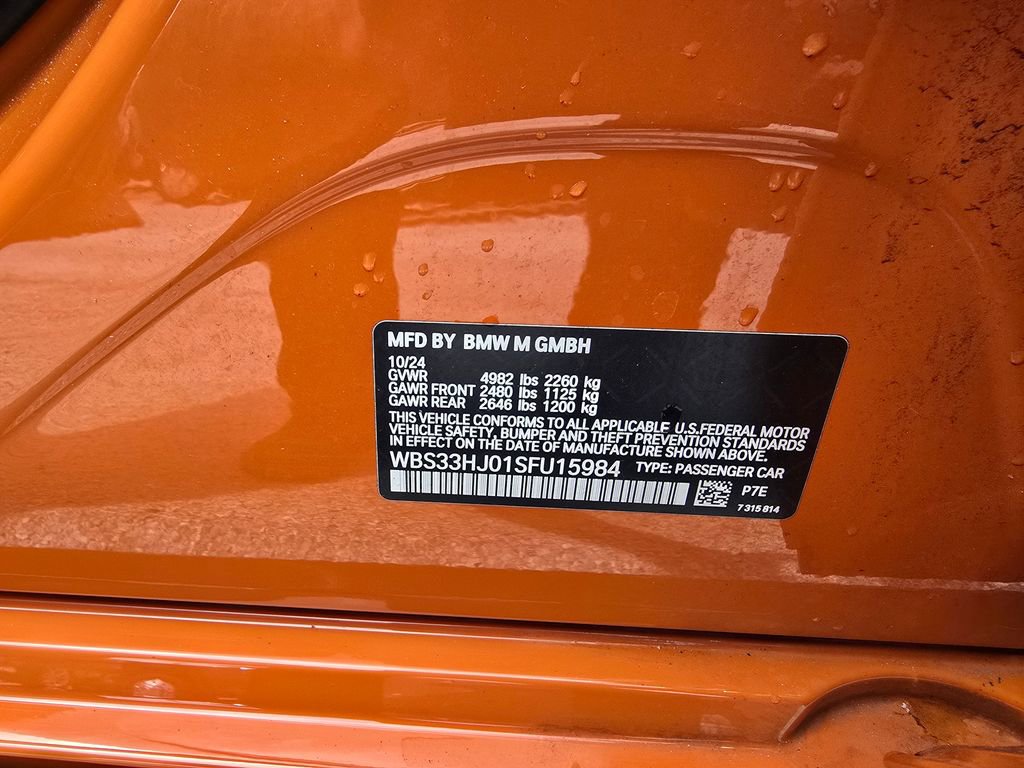 MFD BY BMW M GMBH
10/24
GVWR 4982 lbs 2260 kg
GAWR FRONT 2480 lbs 1125 kg
GAWR REAR 2646 lbs 1200 kg
THIS VEHICLE CONFORMS TO ALL APPLICABLE U.S.FEDERAL MOTOR
VEHICLE SAFETY, BUMPER AND THEFT PREVENTION STANDARDS
IN EFFECT ON THE DATE OF MANUFACTURE SHOWN ABOVE.
WBS33HJ01SFU15984 TYPE: PASSENGER CAR
P7E
7 315 814